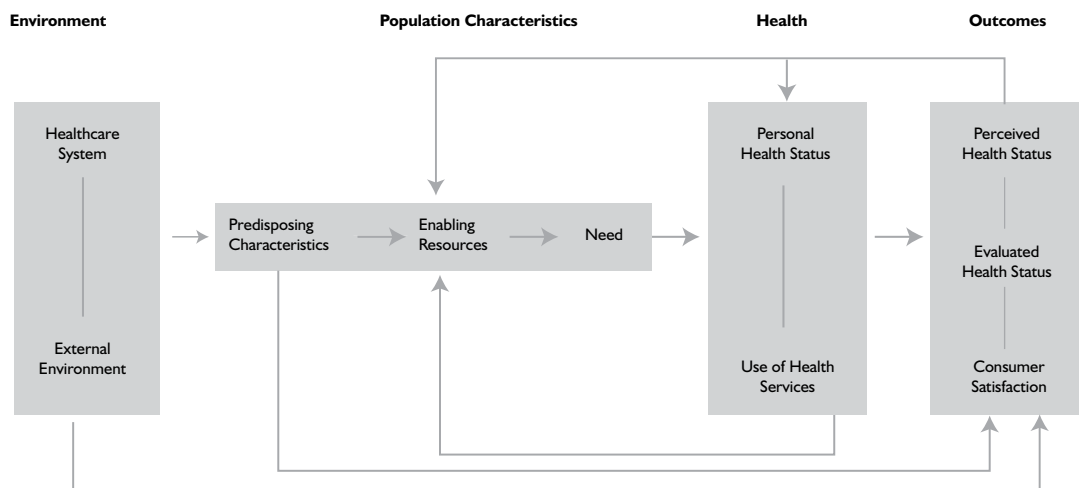 Environment
Population Characteristics
Health
Outcomes
Healthcare
System
External
Environment
Predisposing
Characteristics
Enabling
Resources
Need
Personal
Health Status
Use of Health
Services
Perceived
Health Status
Evaluated
Health Status
Consumer
Satisfaction